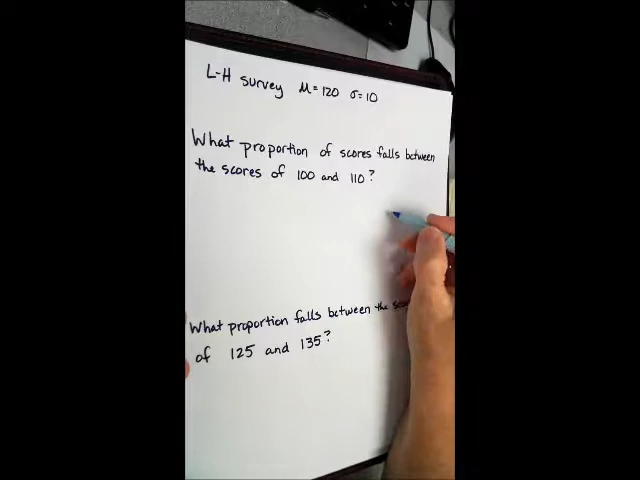 L-H survey μ=120 σ=10
What proportion of scores falls between
the scores of 100 and 110?
What proportion falls between the
of 125 and 135?